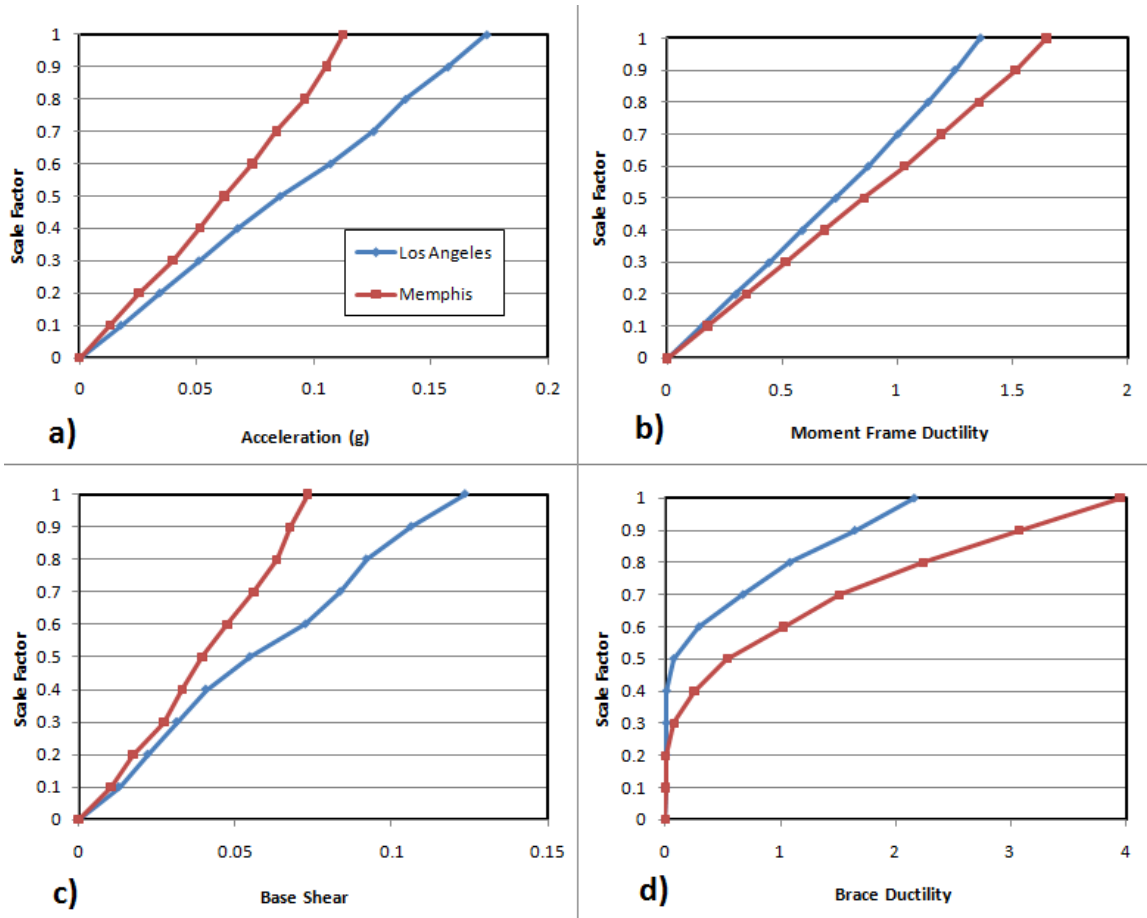 1
0.9
0.8
0.7
0.6
0.5
0.4
0.3
0.2
0.1
0
Scale Factor
0 0.05 0.1 0.15 0.2
Los Angeles
Memphis
a)
Acceleration (g)
1
0.9
0.8
0.7
0.6
0.5
0.4
0.3
0.2
0.1
0
Scale Factor
0 0.5 1 1.5 2
b)
Moment Frame Ductility
1
0.9
0.8
0.7
0.6
0.5
0.4
0.3
0.2
0.1
0
Scale Factor
0 0.05 0.1 0.15
c)
Base Shear
1
0.9
0.8
0.7
0.6
0.5
0.4
0.3
0.2
0.1
0
Scale Factor
0 1 2 3 4
d)
Brace Ductility